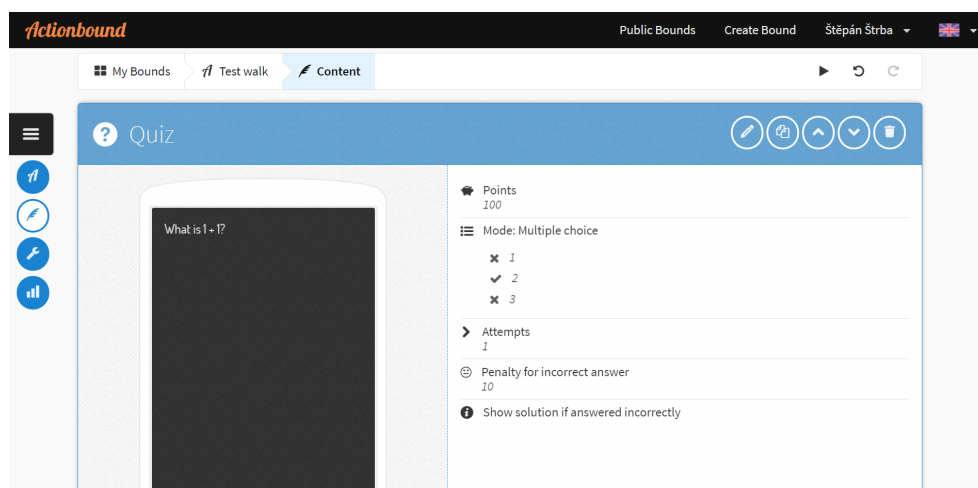 Actionbound
Public Bounds Create Bound Štěpán Štrba
My Bounds Test walk Content
Quiz
What is 1 + 1?
Points
100
Mode: Multiple choice
1
2
3
Attempts
1
Penalty for incorrect answer
10
Show solution if answered incorrectly